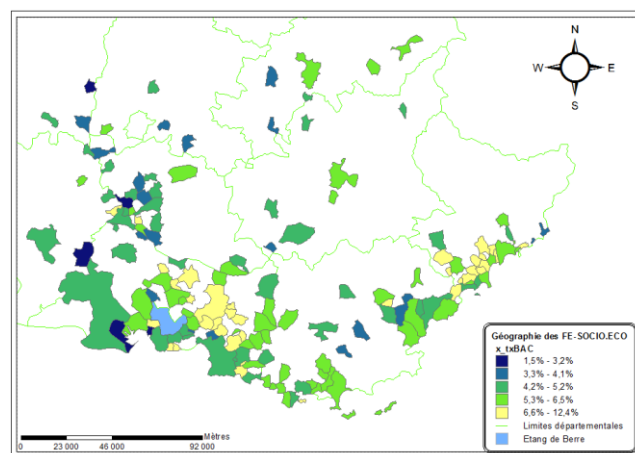 N
W E
S
Géographie des FE-SOCIO.ECO
x_txBAC
1,5% - 3,2%
3,3% - 4,1%
4,2% - 5,2%
5,3% - 6,5%
6,6% - 12,4%
Limites départementales
Etang de Berre
Mètres
0 23 000 46 000 92 000